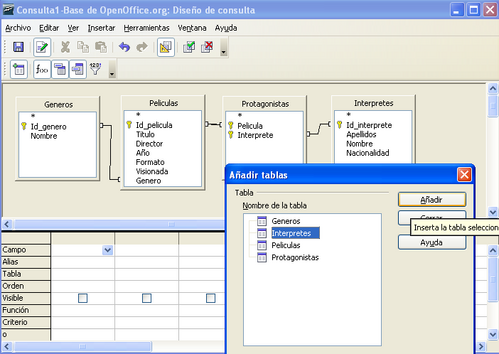 Consulta1-Base de OpenOffice.org: Diseño de consulta
Archivo Editar Ver Insertar Herramientas Ventana Ayuda
Generos
*
Id_genero
Nombre
Peliculas
*
Id_pelicula
Titulo
Director
Año
Formato
Visionada
Genero
Protagonistas
*
Pelicula
Interprete
Interpretes
*
Id_interprete
Apellidos
Nombre
Nacionalidad
Añadir tablas
Tabla
Nombre de la tabla
Generos
Interpretes
Peliculas
Protagonistas
Añadir
Cerrar
Inserta la tabla seleccion
Ayuda
Campo
Alias
Tabla
Orden
Visible
Función
Criterio
o